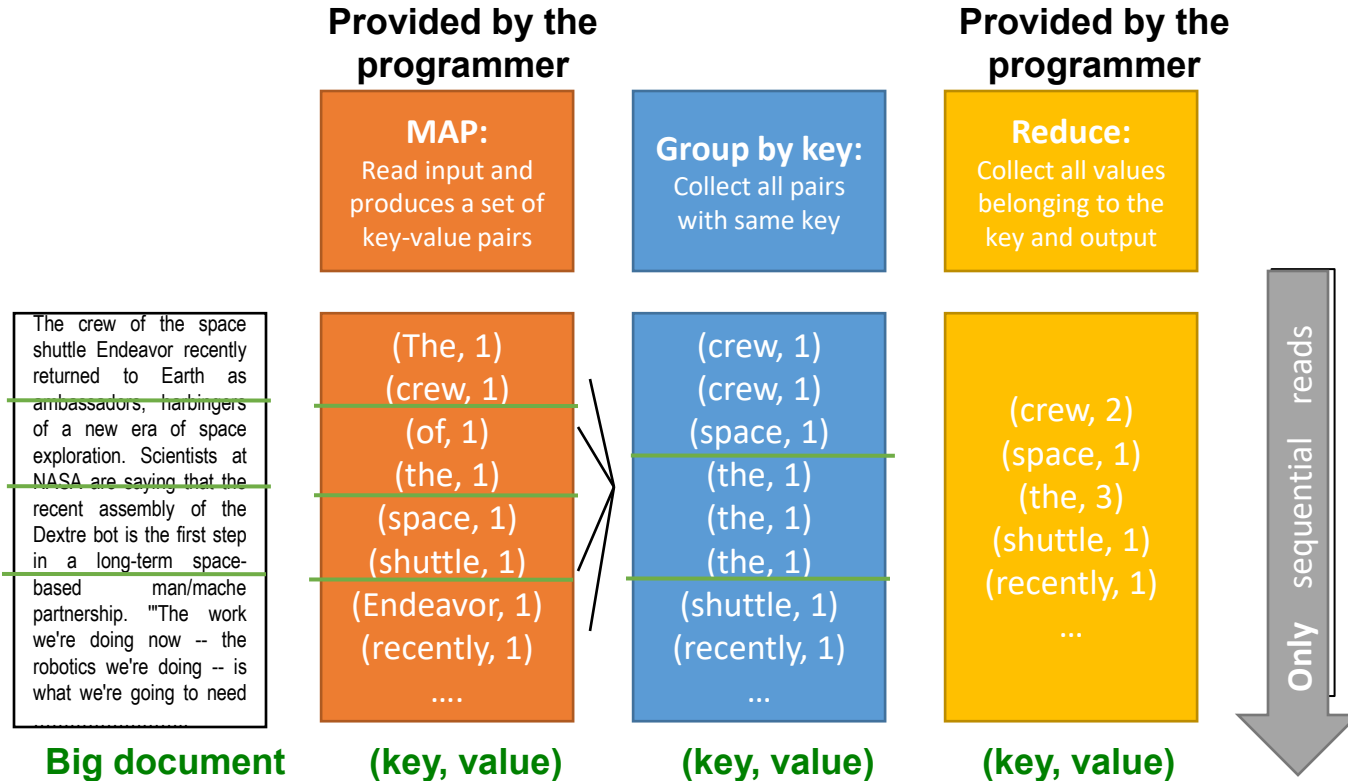 Provided by the
programmer
Provided by the
programmer
MAP:
Read input and
produces a set of
key-value pairs
Group by key:
Collect all pairs
with same key
Reduce:
Collect all values
belonging to the
key and output
The crew of the space
shuttle Endeavor recently
returned to Earth as
ambassadors, harbingers
of a new era of space
exploration. Scientists at
NASA are saying that the
recent assembly of the
Dextre bot is the first step
in a long-term space-
based man/mache
partnership. '"The work
we're doing now -- the
robotics we're doing -- is
what we're going to need
..........................
Big document
(The, 1)
(crew, 1)
(of, 1)
(the, 1)
(space, 1)
(shuttle, 1)
(Endeavor, 1)
(recently, 1)
....
(key, value)
(crew, 1)
(crew, 1)
(space, 1)
(the, 1)
(the, 1)
(the, 1)
(shuttle, 1)
(recently, 1)
...
(key, value)
(crew, 2)
(space, 1)
(the, 3)
(shuttle, 1)
(recently, 1)
...
(key, value)
Only sequential reads